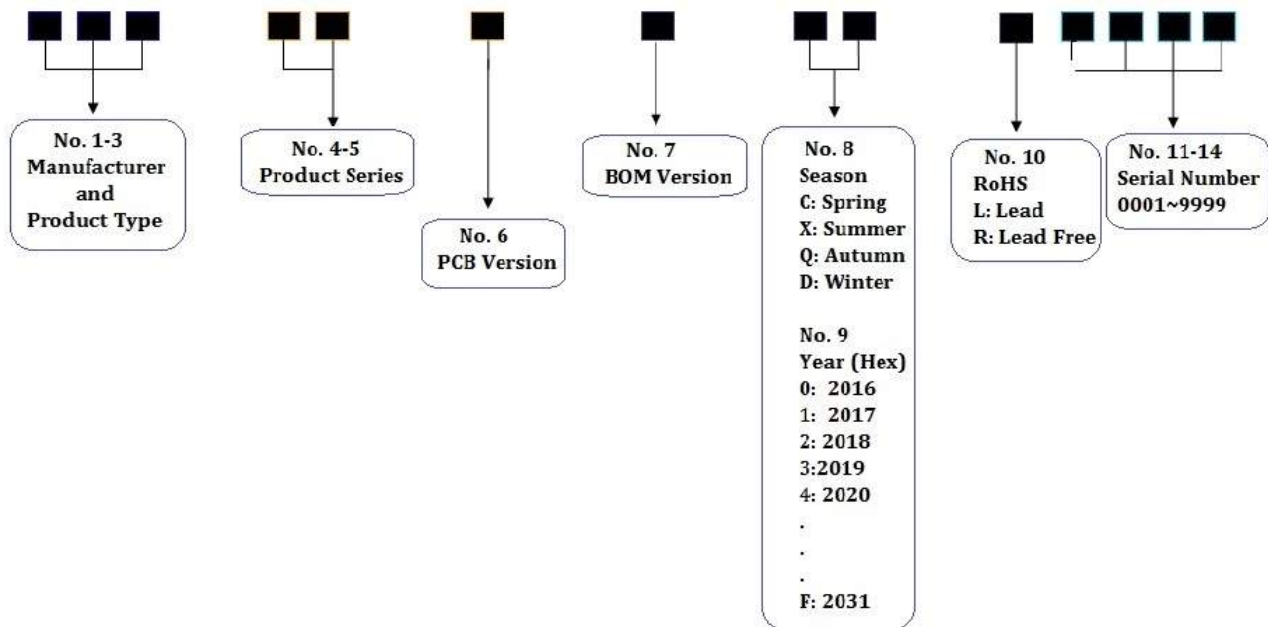 No. 1-3
Manufacturer
and
Product Type
No. 4-5
Product Series
No. 6
PCB Version
No. 7
BOM Version
No. 8
Season
C: Spring
X: Summer
Q: Autumn
D: Winter
No. 9
Year (Hex)
0: 2016
1: 2017
2: 2018
3:2019
4: 2020
.
.
.
F: 2031
No. 10
RoHS
L: Lead
R: Lead Free
No. 11-14
Serial Number
0001~9999